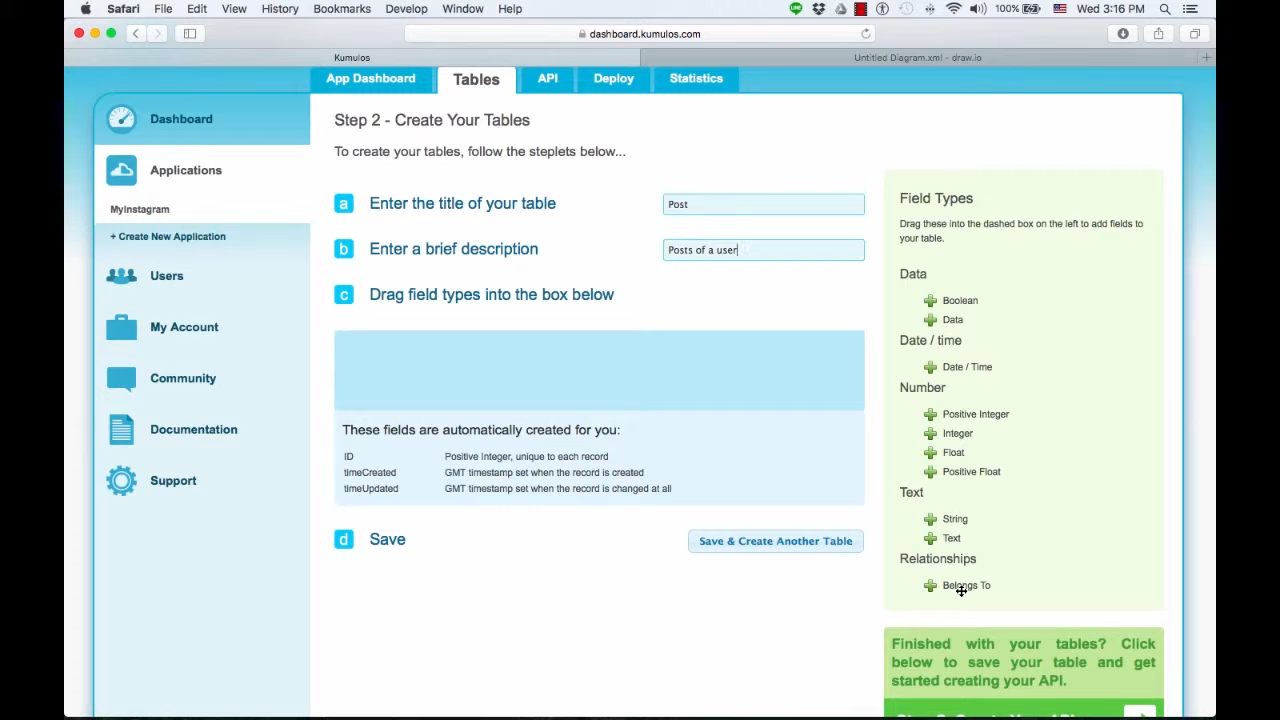 Safari File Edit View History Bookmarks Develop Window Help 100% Wed 3:16 PM
dashboard.kumulos.com
Kumulos Untitled Diagram.xml - draw.io
App Dashboard Tables API Deploy Statistics
Dashboard
Applications
MyInstagram
+ Create New Application
Users
My Account
Community
Documentation
Support
Step 2 - Create Your Tables
To create your tables, follow the steplets below...
a Enter the title of your table Post
b Enter a brief description Posts of a user
c Drag field types into the box below
These fields are automatically created for you:
ID Positive Integer, unique to each record
timeCreated GMT timestamp set when the record is created
timeUpdated GMT timestamp set when the record is changed at all
d Save Save & Create Another Table
Field Types
Drag these into the dashed box on the left to add fields to
your table.
Data
Boolean
Data
Date / time
Date / Time
Number
Positive Integer
Integer
Float
Positive Float
Text
String
Text
Relationships
Belongs To
Finished with your tables? Click
below to save your table and get
started creating your API.